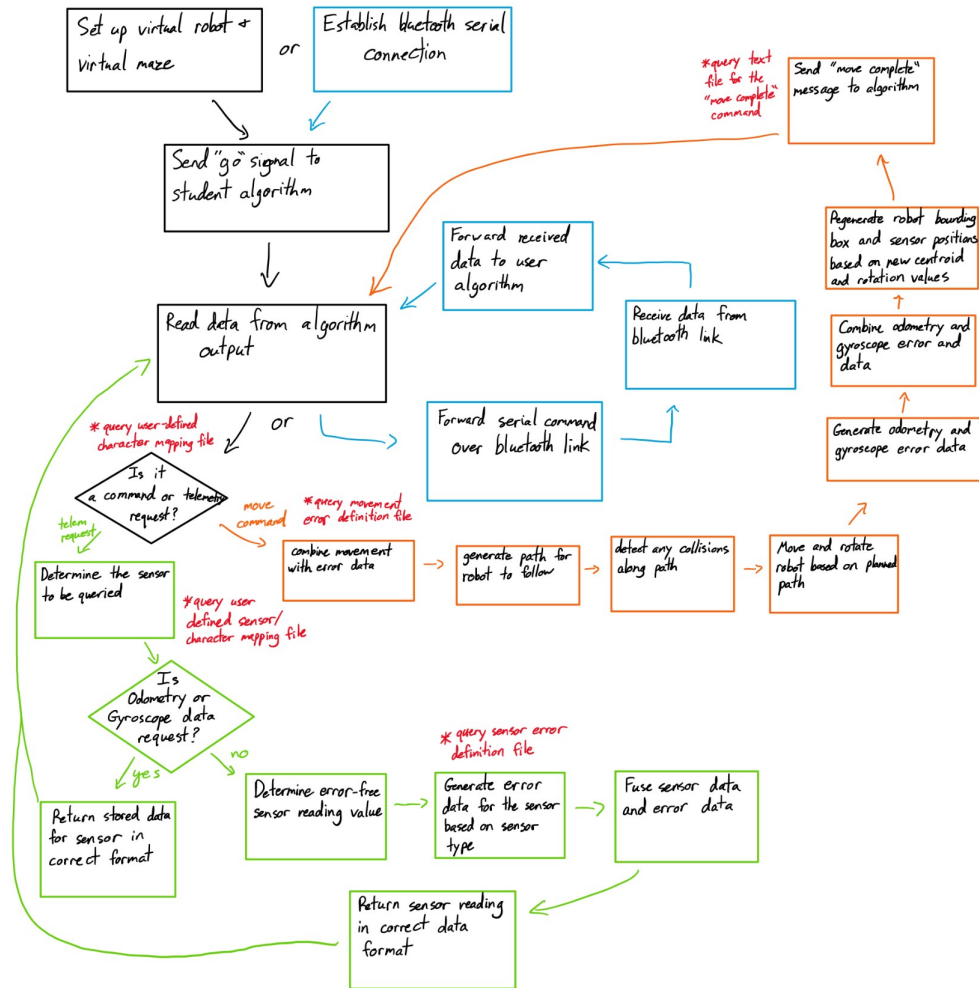 Set up virtual robot &
virtual maze
or
Establish bluetooth serial
connection
*query text
file for the
"move complete"
command
Send "move complete"
message to algorithm
Send "go" signal to
student algorithm
Forward received
data to user
algorithm
Regenerate robot bounding
box and sensor positions
based on new centroid
and rotation values
Read data from algorithm
output
Receive data from
bluetooth link
Combine odometry and
gyroscope error and
data
* query user-defined
character mapping file
or
Forward serial command
over bluetooth link
Generate odometry and
gyroscope error data
Is it
a command or telemetry
request?
telem
request
move
command
*query movement
error definition file
combine movement
with error data
generate path for
robot to follow
detect any collisions
along path
Move and rotate
robot based on planned
path
Determine the sensor
to be queried
*query user
defined sensor/
character mapping file
Is
Odometry or
Gyroscope data
request?
yes
no
* query sensor error
definition file
Return stored data
for sensor in
correct format
Determine error-free
sensor reading value
Generate error
data for the sensor
based on sensor
type
Fuse sensor data
and error data
Return sensor reading
in correct data
format